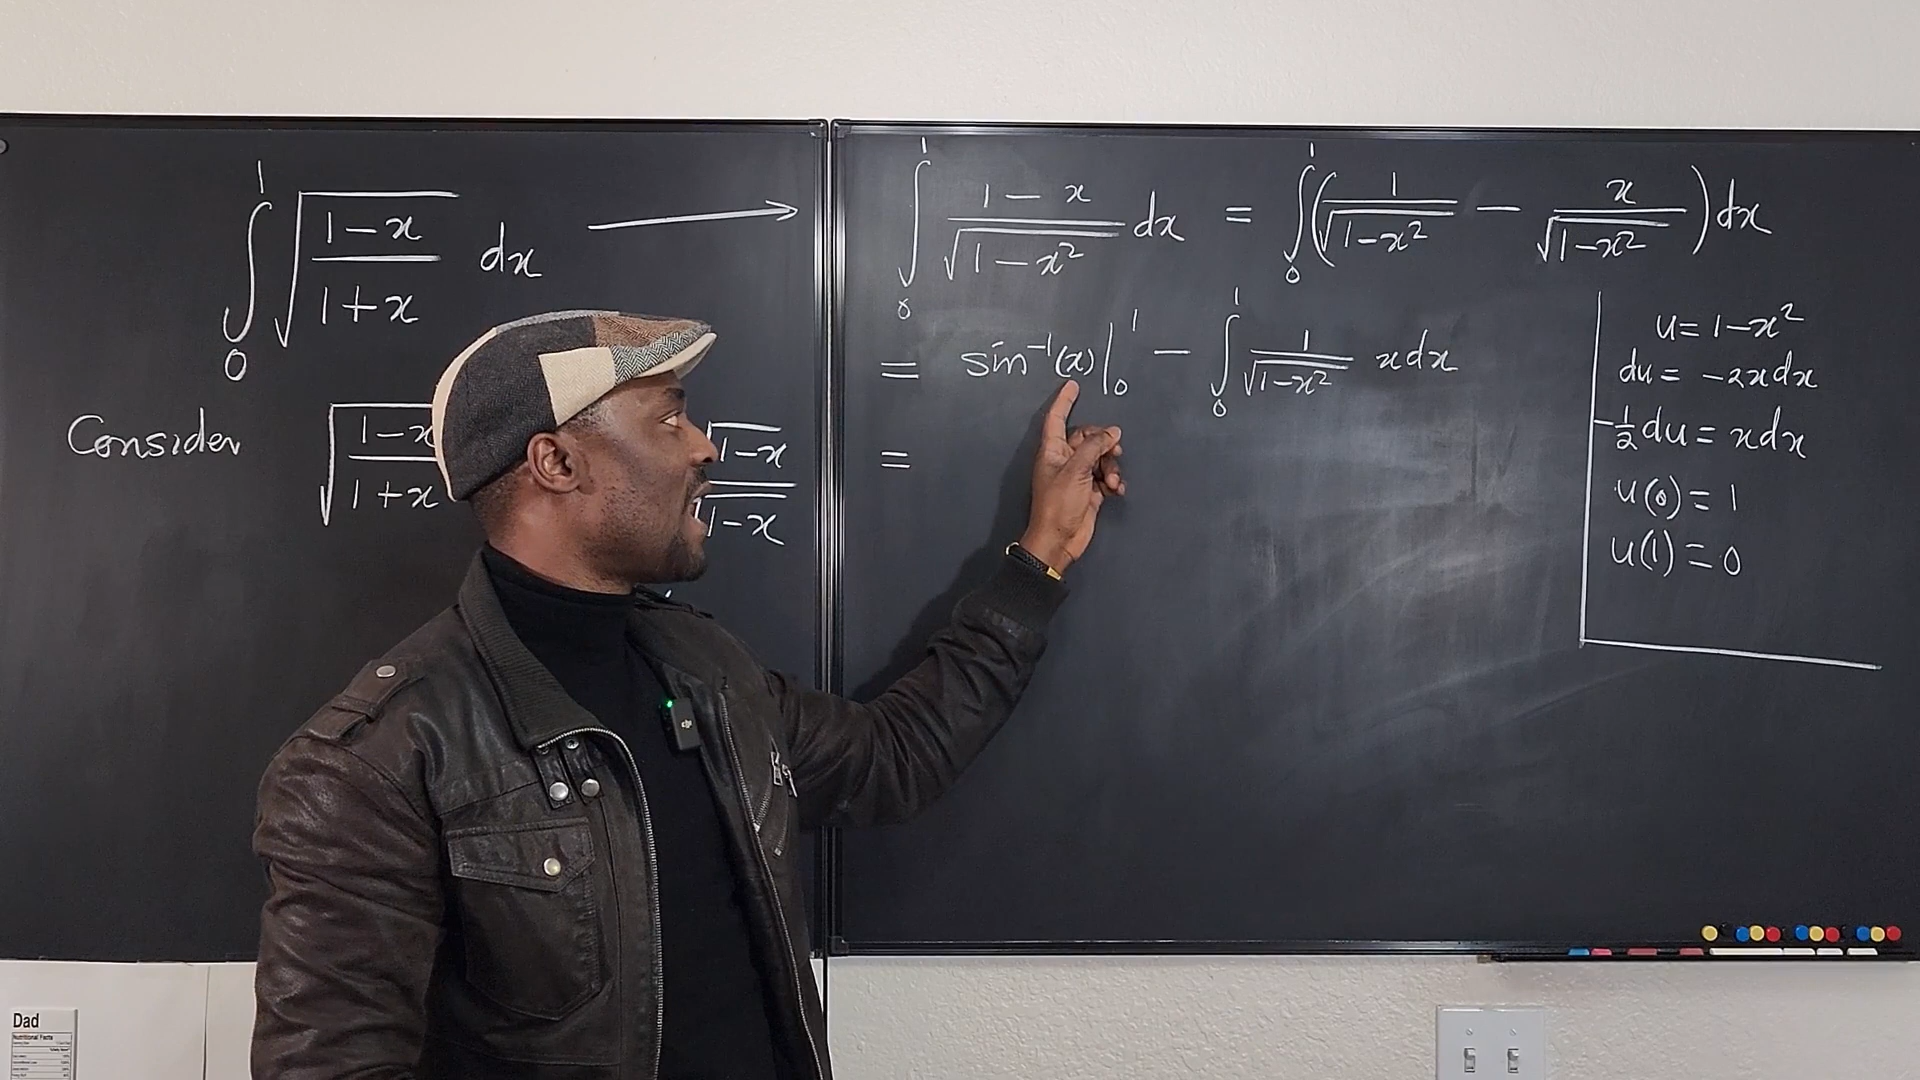 ∫₀¹ √((1-x)/(1+x)) dx ⟶
Consider √((1-x)/(1+x)) √(1-x)/√(1-x)
∫₀¹ (1-x)/√(1-x²) dx = ∫₀¹ (1/√(1-x²) - x/√(1-x²)) dx
= sin⁻¹(x)|₀¹ - ∫₀¹ 1/√(1-x²) x dx
=
u = 1-x²
du = -2x dx
-½ du = x dx
u(0) = 1
u(1) = 0
Dad
Nutritional Facts